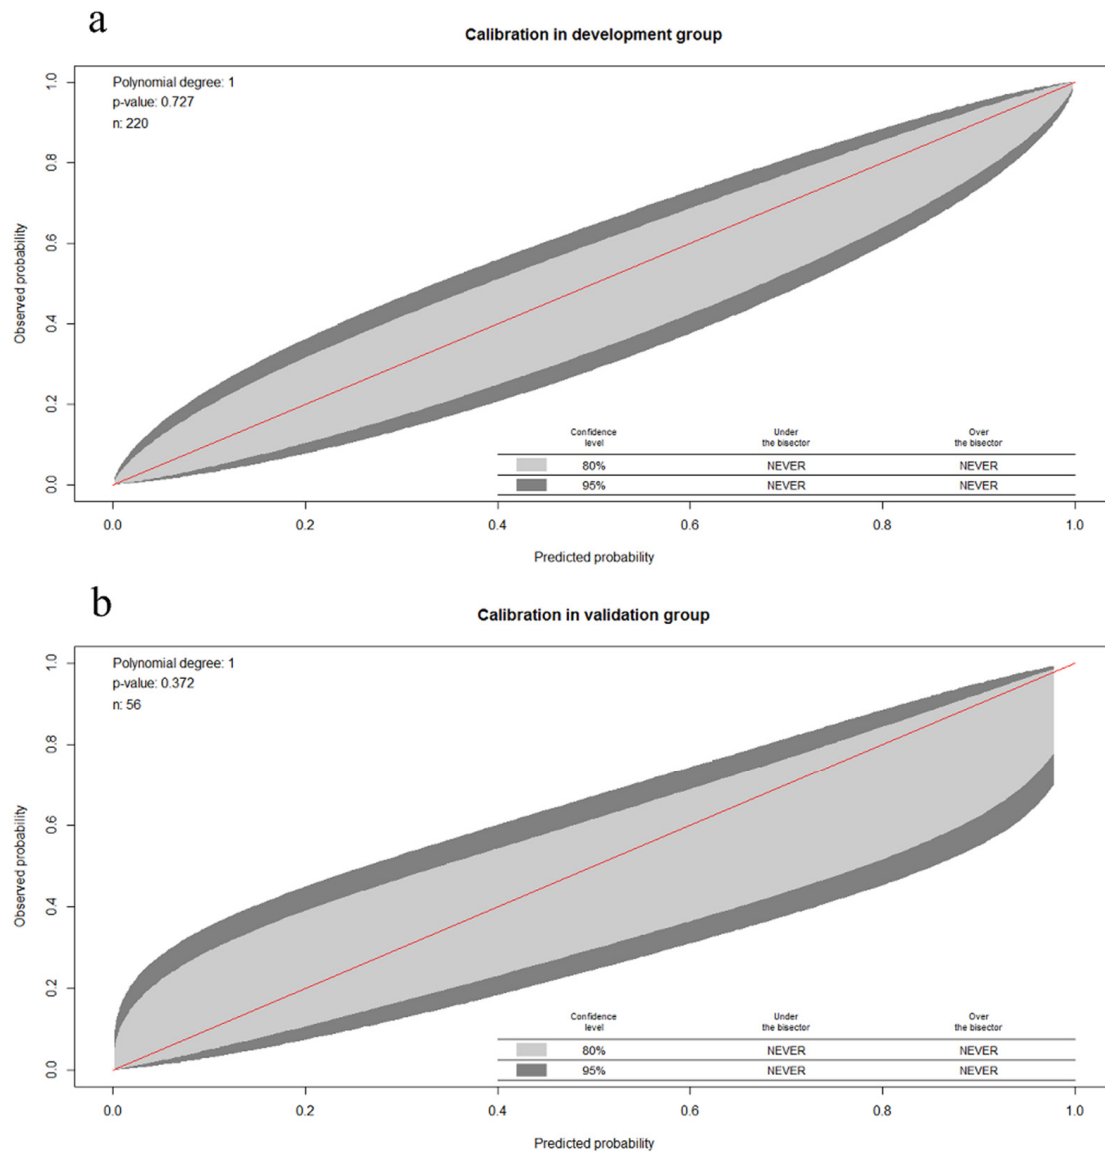 a
Calibration in development group
Polynomial degree: 1
p-value: 0.727
n: 220
Observed probability
1.0
0.8
0.6
0.4
0.2
0.0
Confidence level
Under the bisector
Over the bisector
80% NEVER NEVER
95% NEVER NEVER
0.0 0.2 0.4 0.6 0.8 1.0
Predicted probability
b
Calibration in validation group
Polynomial degree: 1
p-value: 0.372
n: 56
Observed probability
1.0
0.8
0.6
0.4
0.2
0.0
Confidence level
Under the bisector
Over the bisector
80% NEVER NEVER
95% NEVER NEVER
0.0 0.2 0.4 0.6 0.8 1.0
Predicted probability